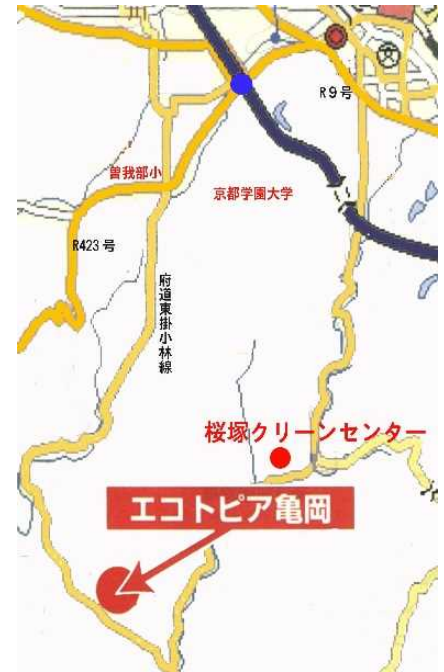 R９号
曽我部小
京都学園大学
R423号
府道東掛小林線
桜塚クリーンセンター
エコトピア亀岡